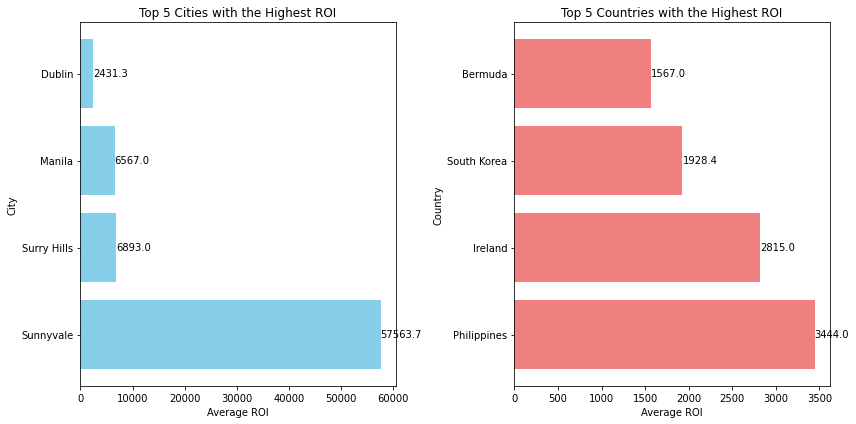 Top 5 Cities with the Highest ROI
City
Dublin
2431.3
Manila
6567.0
Surry Hills
6893.0
Sunnyvale
57563.7
0 10000 20000 30000 40000 50000 60000
Average ROI
Top 5 Countries with the Highest ROI
Country
Bermuda
1567.0
South Korea
1928.4
Ireland
2815.0
Philippines
3444.0
0 500 1000 1500 2000 2500 3000 3500
Average ROI